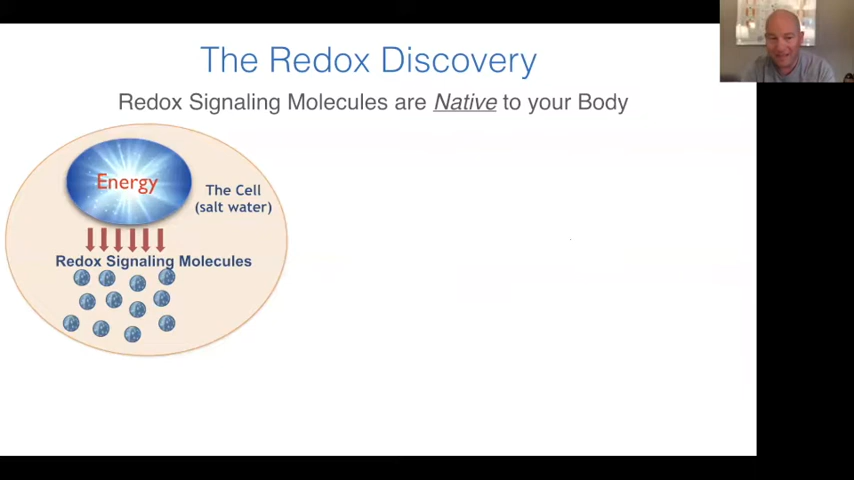 The Redox Discovery
Redox Signaling Molecules are Native to your Body
Energy
The Cell
(salt water)
Redox Signaling Molecules